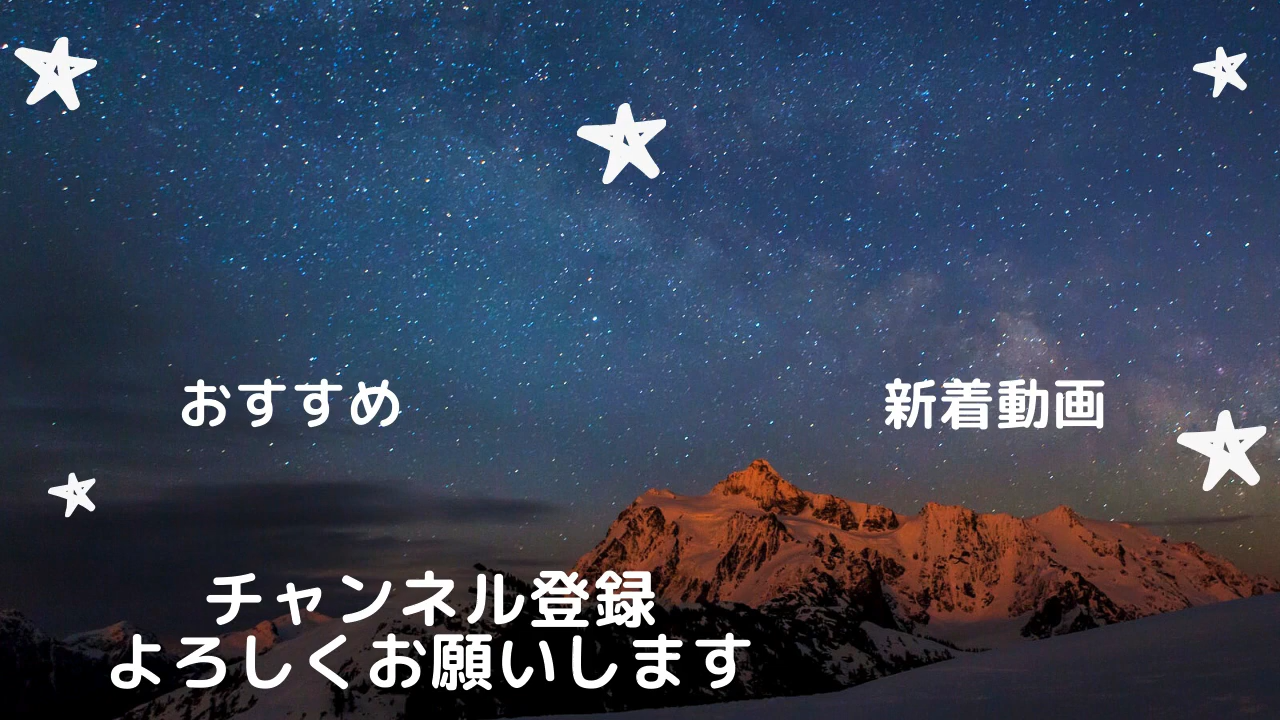 おすすめ
新着動画
チャンネル登録
よろしくお願いします